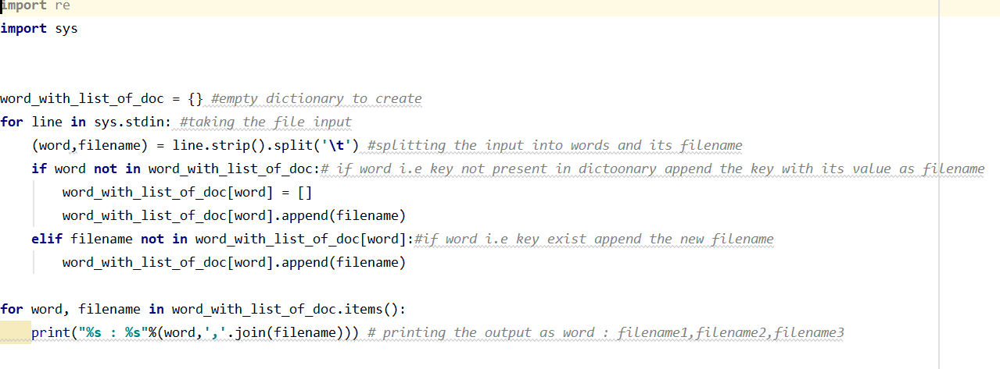 import re
import sys
word_with_list_of_doc = {} #empty dictionary to create
for line in sys.stdin: #taking the file input
    (word,filename) = line.strip().split('\t') #splitting the input into words and its filename
    if word not in word_with_list_of_doc:# if word i.e key not present in dictoonary append the key with its value as filename
        word_with_list_of_doc[word] = []
        word_with_list_of_doc[word].append(filename)
    elif filename not in word_with_list_of_doc[word]:#if word i.e key exist append the new filename
        word_with_list_of_doc[word].append(filename)
for word, filename in word_with_list_of_doc.items():
    print("%s : %s"%(word,','.join(filename))) # printing the output as word : filename1,filename2,filename3